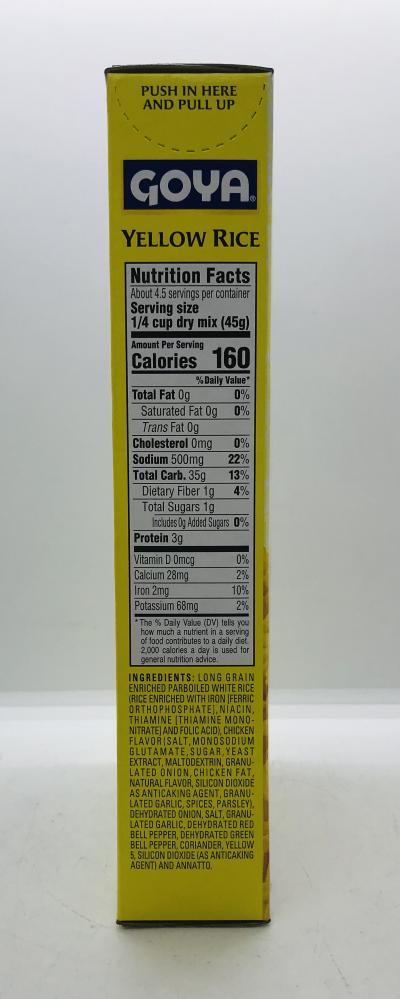 PUSH IN HERE
AND PULL UP
GOYA®
YELLOW RICE
Nutrition Facts
About 4.5 servings per container
Serving size
1/4 cup dry mix (45g)
Amount Per Serving
Calories 160
% Daily Value*
Total Fat 0g 0%
Saturated Fat 0g 0%
Trans Fat 0g
Cholesterol 0mg 0%
Sodium 500mg 22%
Total Carb. 35g 13%
Dietary Fiber 1g 4%
Total Sugars 1g
Includes 0g Added Sugars 0%
Protein 3g
Vitamin D 0mcg 0%
Calcium 28mg 2%
Iron 2mg 10%
Potassium 68mg 2%
* The % Daily Value (DV) tells you
how much a nutrient in a serving
of food contributes to a daily diet.
2,000 calories a day is used for
general nutrition advice.
INGREDIENTS: LONG GRAIN
ENRICHED PARBOILED WHITE RICE
(RICE ENRICHED WITH IRON [FERRIC
ORTHOPHOSPHATE], NIACIN,
THIAMINE [THIAMINE MONO-
NITRATE] AND FOLIC ACID), CHICKEN
FLAVOR (SALT, MONOSODIUM
GLUTAMATE, SUGAR, YEAST
EXTRACT, MALTODEXTRIN, GRANU-
LATED ONION, CHICKEN FAT,
NATURAL FLAVOR, SILICON DIOXIDE
AS ANTICAKING AGENT, GRANU-
LATED GARLIC, SPICES, PARSLEY),
DEHYDRATED ONION, SALT, GRANU-
LATED GARLIC, DEHYDRATED RED
BELL PEPPER, DEHYDRATED GREEN
BELL PEPPER, CORIANDER, YELLOW
5, SILICON DIOXIDE (AS ANTICAKING
AGENT) AND ANNATTO.